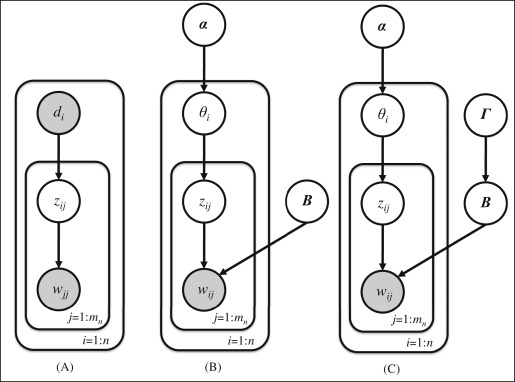 α
α
d_i
θ_i
θ_i
Γ
z_ij
z_ij
B
z_ij
B
w_jj
w_ij
w_ij
j=1:m_n
j=1:m_n
j=1:m_n
i=1:n
i=1:n
i=1:n
(A)
(B)
(C)